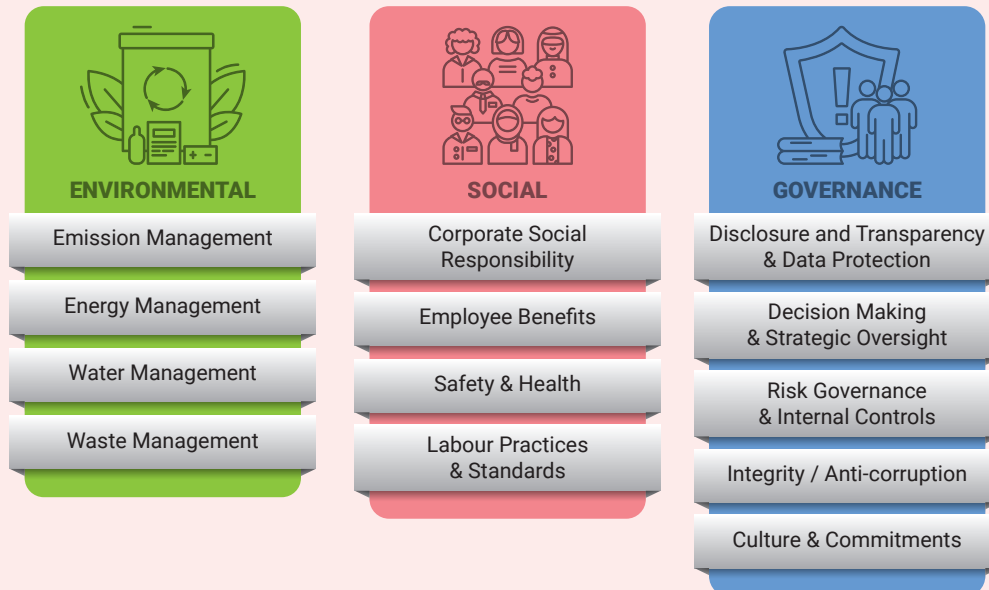 ENVIRONMENTAL
Emission Management
Energy Management
Water Management
Waste Management
SOCIAL
Corporate Social
Responsibility
Employee Benefits
Safety & Health
Labour Practices
& Standards
GOVERNANCE
Disclosure and Transparency
& Data Protection
Decision Making
& Strategic Oversight
Risk Governance
& Internal Controls
Integrity / Anti-corruption
Culture & Commitments